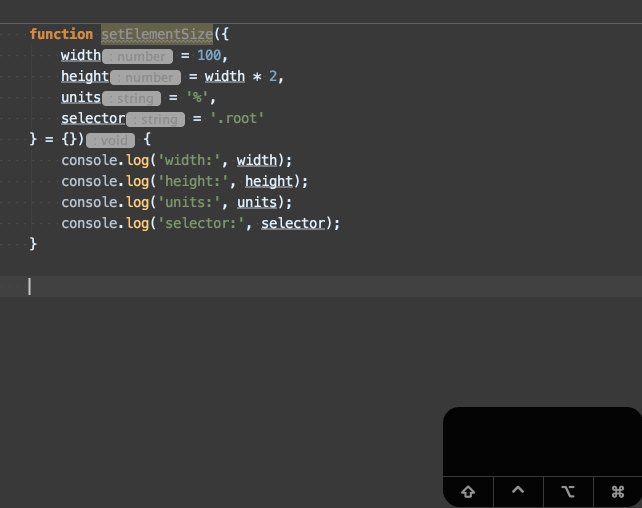 function setElementSize({
width : number = 100,
height : number = width * 2,
units : string = '%',
selector : string = '.root'
} = {}) : void {
console.log('width:', width);
console.log('height:', height);
console.log('units:', units);
console.log('selector:', selector);
}
⇧ ⌃ ⌥ ⌘